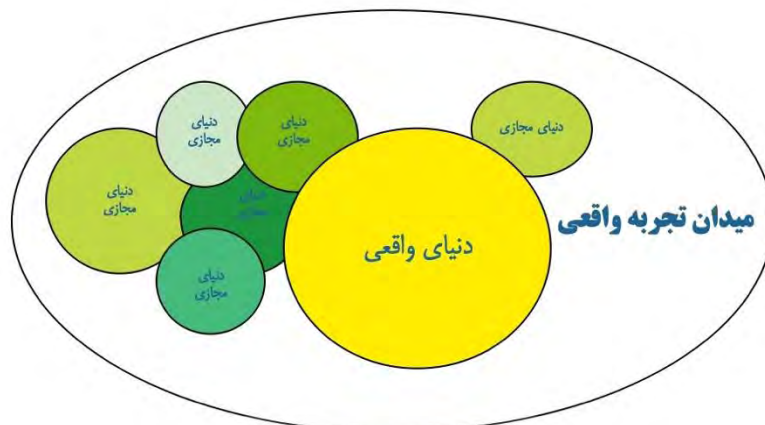 دنیای
مجازی
دنیای
مجازی
دنیای مجازی
دنیای
مجازی
دنیای
مجازی
میدان تجربه واقعی
دنیای واقعی
دنیای
مجازی